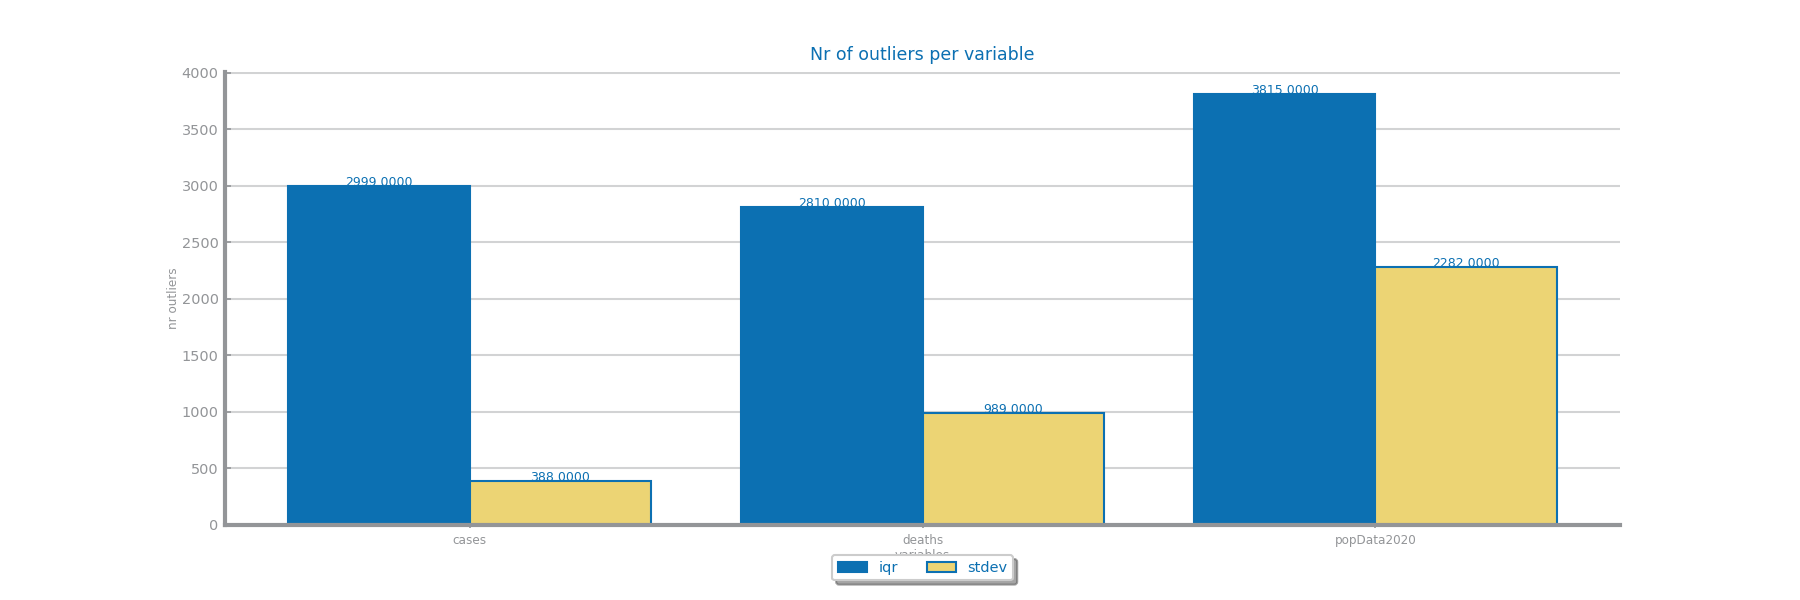 Nr of outliers per variable
4000
3500
3000
2500
2000
1500
1000
500
0
nr outliers
2999.0000
388.0000
2810.0000
989.0000
3815.0000
2282.0000
cases
deaths
popData2020
variables
iqr
stdev